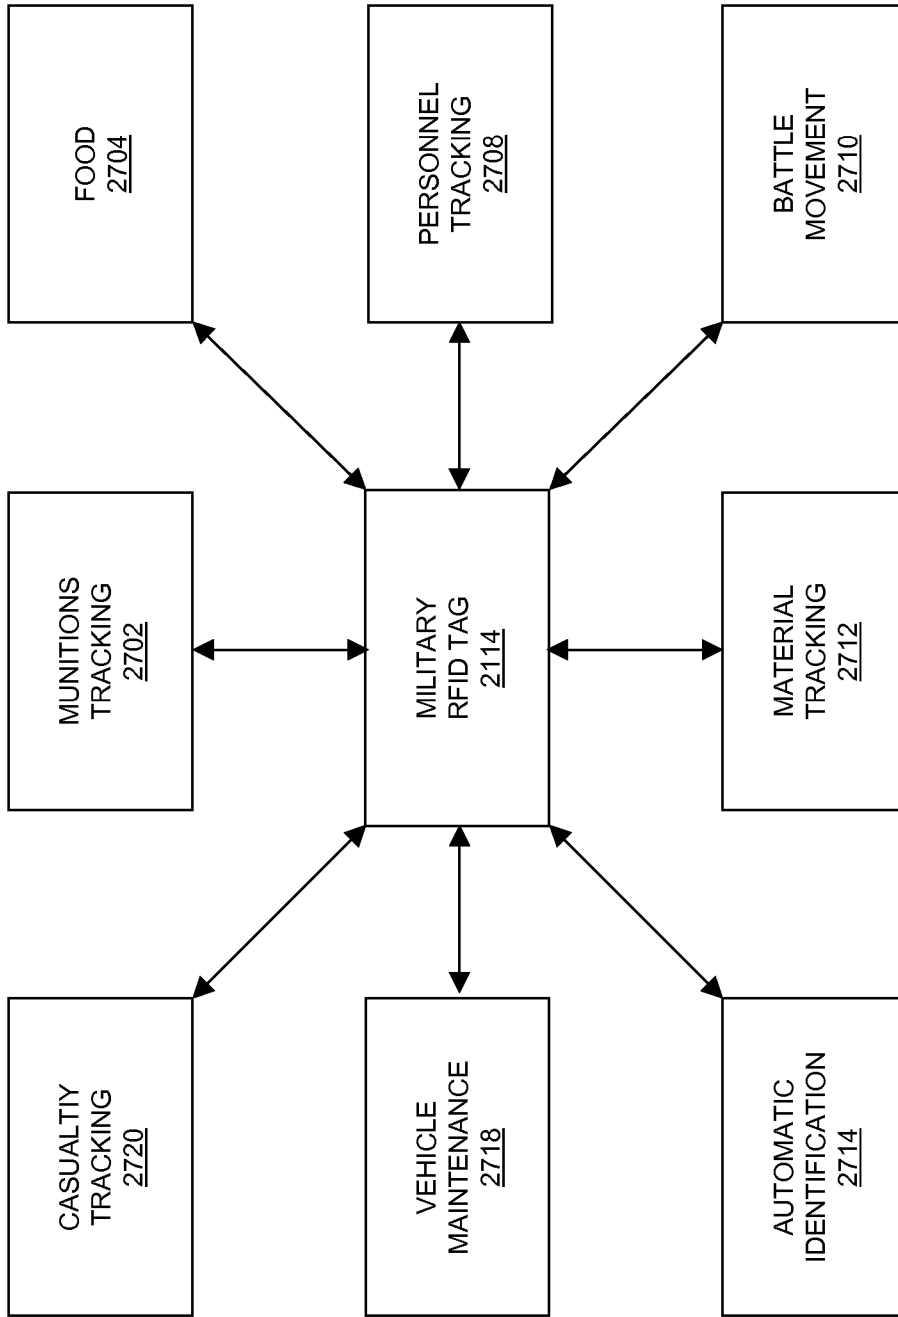 CASUALTIY
TRACKING
2720
MUNITIONS
TRACKING
2702
FOOD
2704
VEHICLE
MAINTENANCE
2718
MILITARY
RFID TAG
2114
PERSONNEL
TRACKING
2708
AUTOMATIC
IDENTIFICATION
2714
MATERIAL
TRACKING
2712
BATTLE
MOVEMENT
2710